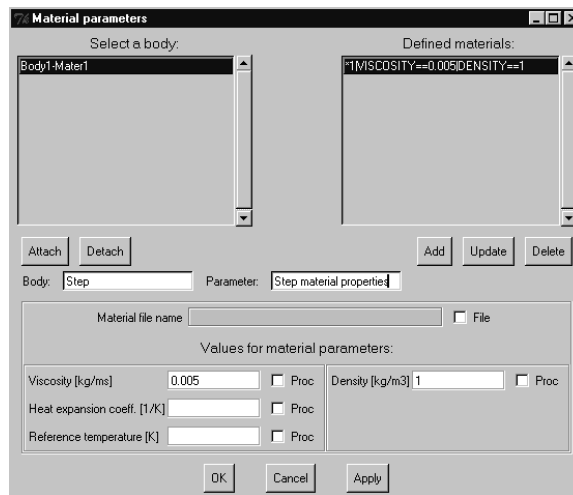 Material parameters
Select a body:
Defined materials:
Body1-Mater1
*1|VISCOSITY==0.005|DENSITY==1
Attach Detach Add Update Delete
Body: Step Parameter: Step material properties
Material file name File
Values for material parameters:
Viscosity [kg/ms] 0.005 Proc Density [kg/m3] 1 Proc
Heat expansion coeff. [1/K] Proc
Reference temperature [K] Proc
OK Cancel Apply